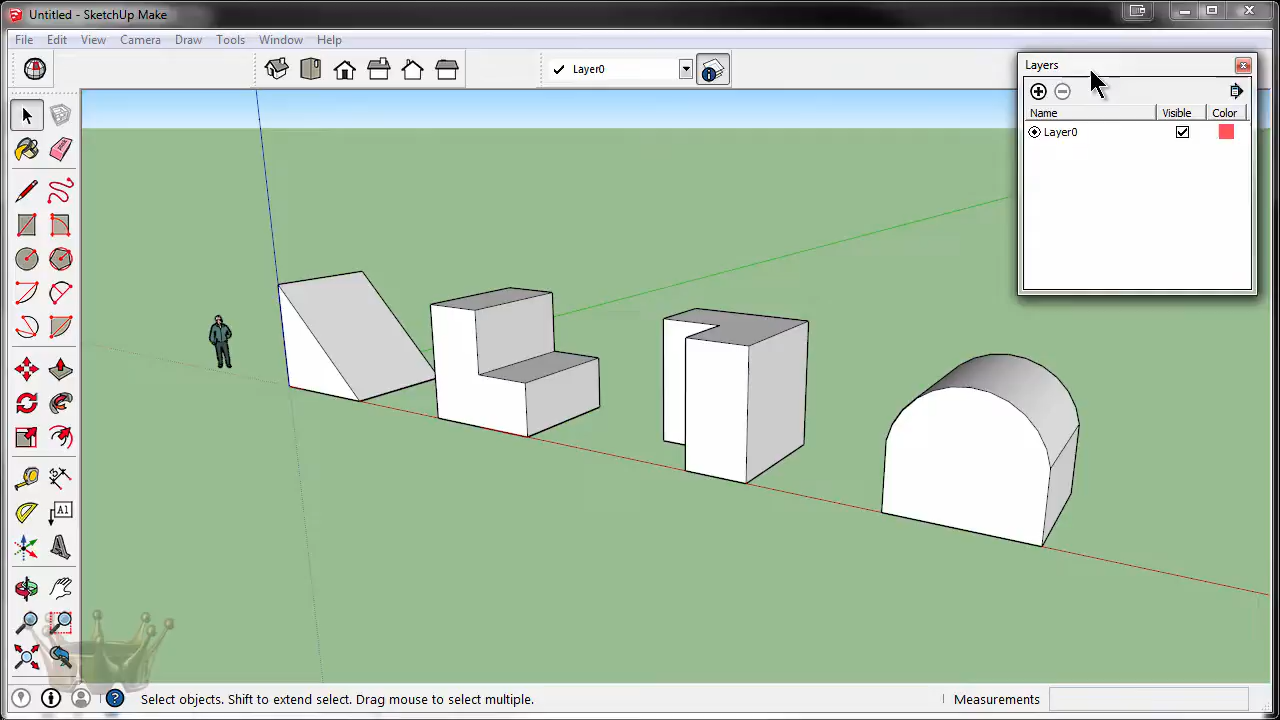 Untitled - SketchUp Make
File Edit View Camera Draw Tools Window Help
Layer0
Layers
Name Visible Color
Layer0
A1
Select objects. Shift to extend select. Drag mouse to select multiple.
Measurements